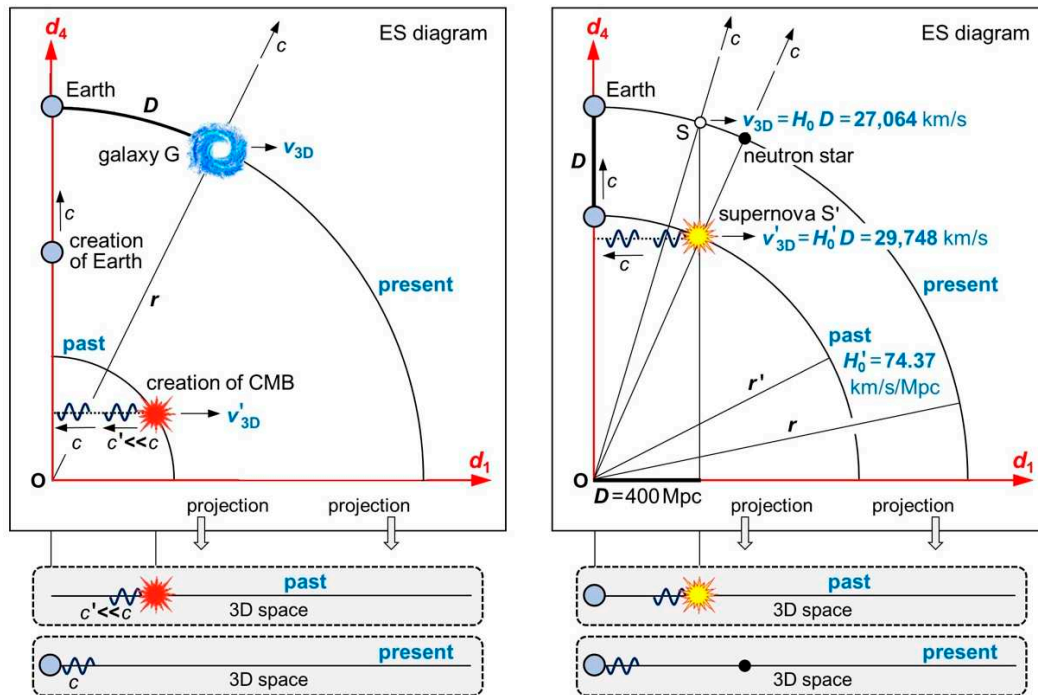 d₄
ES diagram
c
Earth
D
galaxy G
v₃D
c
creation
of Earth
r
present
past
creation of CMB
v'₃D
c
c'<<c
O
d₁
projection
projection
past
c'<<c
3D space
present
c
3D space
d₄
c
c
ES diagram
Earth
S
v₃D = H₀ D = 27,064 km/s
neutron star
D
c
supernova S'
v'₃D = H₀' D = 29,748 km/s
c
present
past
H₀' = 74.37
km/s/Mpc
r'
r
O
d₁
D = 400 Mpc
projection
projection
past
3D space
present
3D space